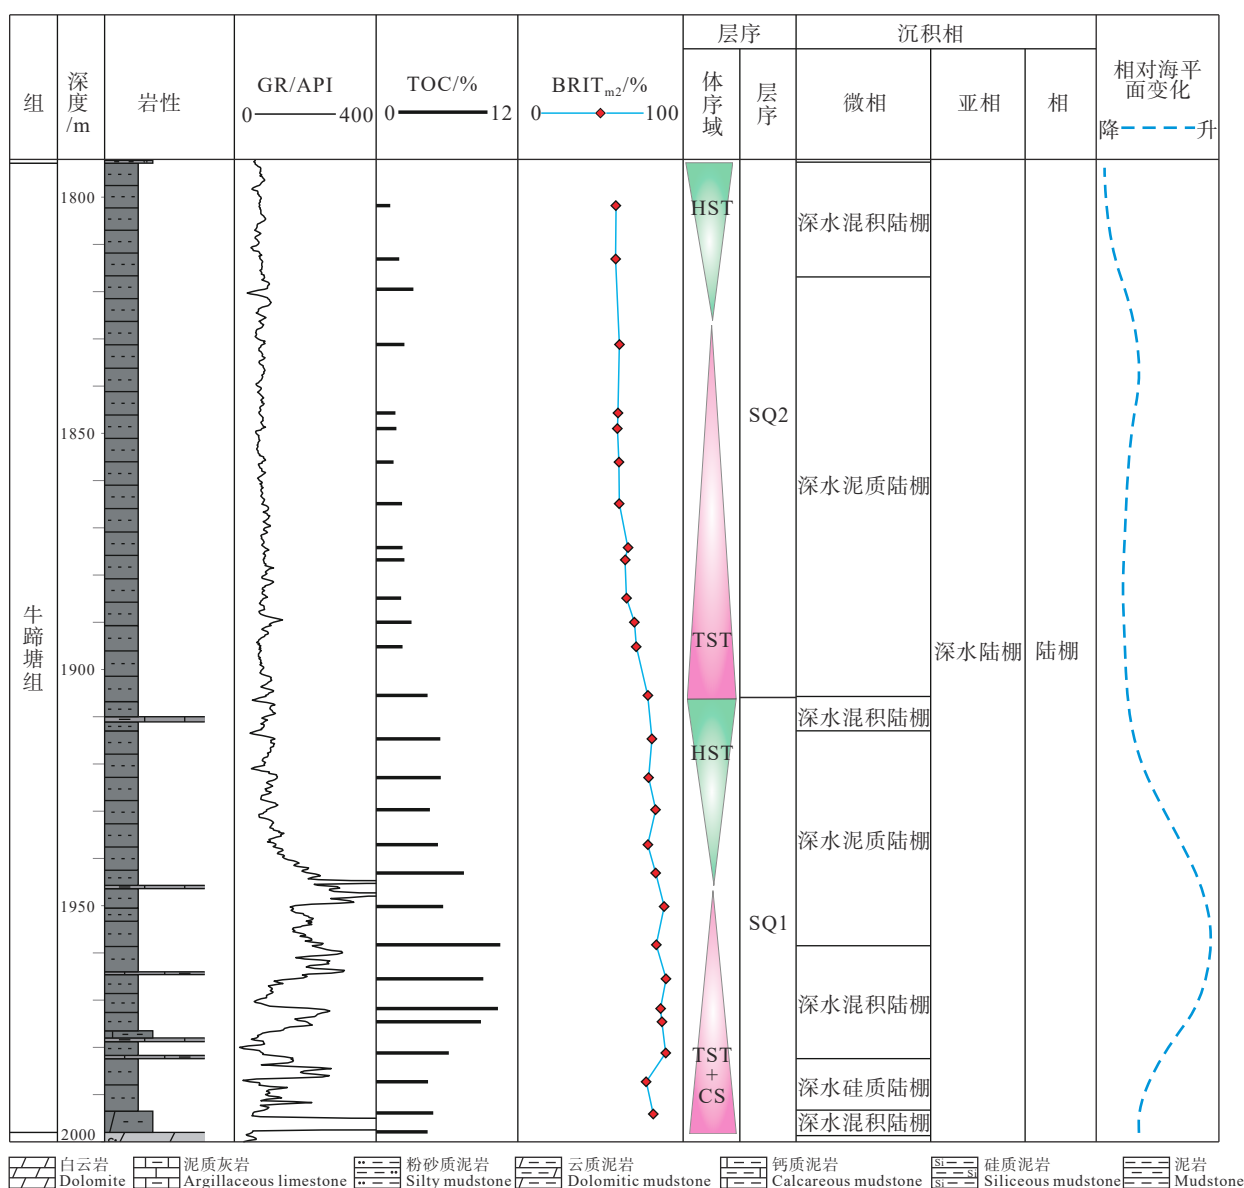 组
深度/m
岩性
GR/API
0 400
TOC/%
0 12
BRITm2/%
0 100
层序
体序域
层序
沉积相
微相
亚相
相
相对海平面变化
降 升
牛蹄塘组
1800
1850
1900
1950
2000
HST
TST
HST
TST
+
CS
SQ2
SQ1
深水混积陆棚
深水泥质陆棚
深水混积陆棚
深水泥质陆棚
深水混积陆棚
深水硅质陆棚
深水混积陆棚
深水陆棚
陆棚
白云岩
Dolomite
泥质灰岩
Argillaceous limestone
粉砂质泥岩
Silty mudstone
云质泥岩
Dolomitic mudstone
钙质泥岩
Calcareous mudstone
Si
Si
Si
硅质泥岩
Siliceous mudstone
泥岩
Mudstone